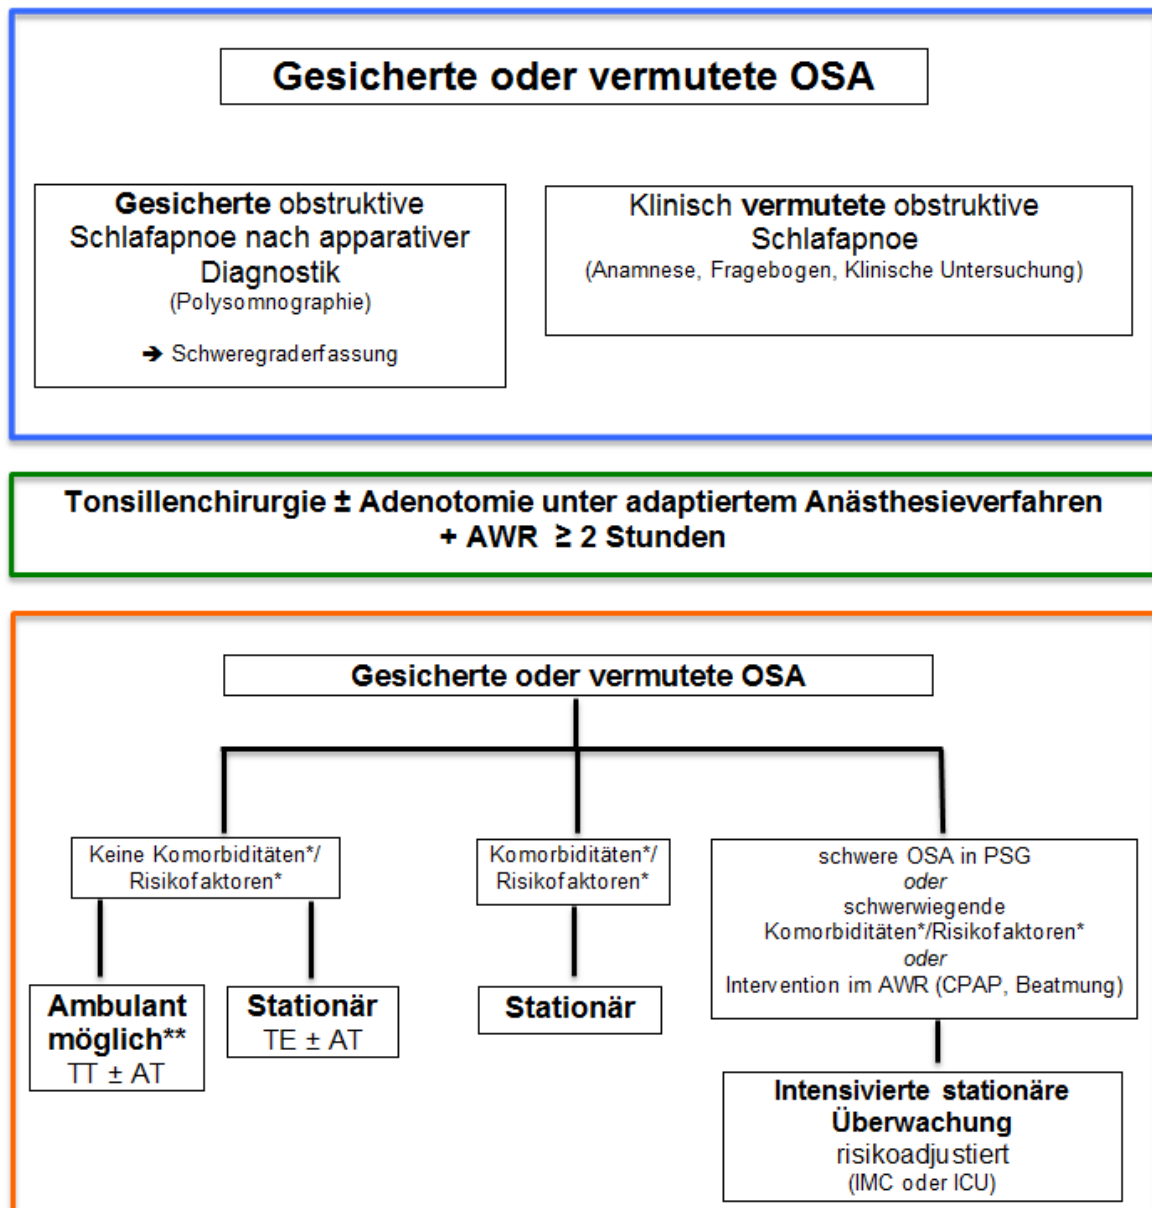 Gesicherte oder vermutete OSA
Gesicherte obstruktive
Schlafapnoe nach apparativer
Diagnostik
(Polysomnographie)
➔ Schweregraderfassung
Klinisch vermutete obstruktive
Schlafapnoe
(Anamnese, Fragebogen, Klinische Untersuchung)
Tonsillenchirurgie ± Adenotomie unter adaptiertem Anästhesieverfahren
+ AWR ≥ 2 Stunden
Gesicherte oder vermutete OSA
Keine Komorbiditäten*/
Risikofaktoren*
Ambulant
möglich**
TT ± AT
Stationär
TE ± AT
Komorbiditäten*/
Risikofaktoren*
Stationär
schwere OSA in PSG
oder
schwerwiegende
Komorbiditäten*/Risikofaktoren*
oder
Intervention im AWR (CPAP, Beatmung)
Intensivierte stationäre
Überwachung
risikoadjustiert
(IMC oder ICU)